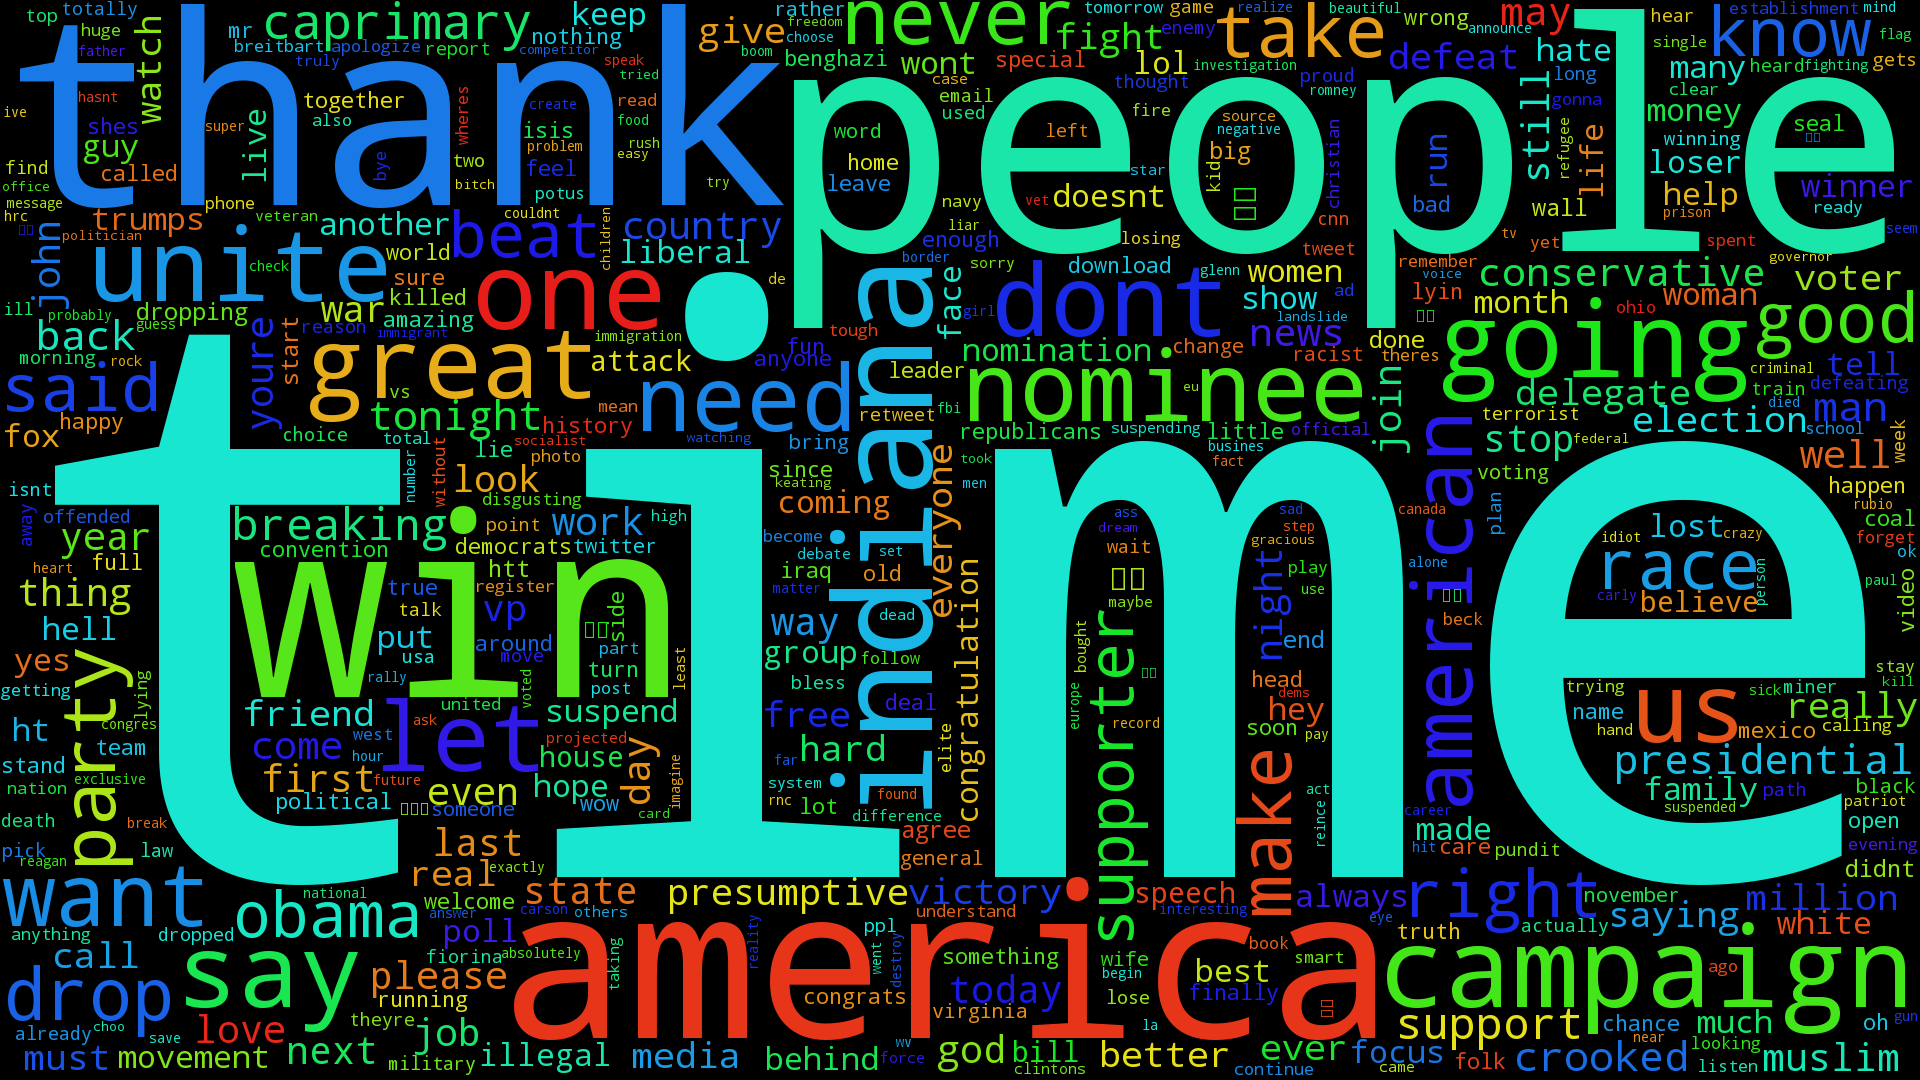 top totally
huge
father
mr
caprimary
breitbart apologize report
truly
competitor
keep
rather
nothing
speak
tried
give
freedom
choose
boom
benghazi
never
fight
tomorrow game
enemy
wont special lol
investigation
take
realize
beautiful
proud
romney
wrong
defeat
may
announce
hate
long
gonna
hear
single
many
clear
money
establishment mind
know
flag
heard fighting gets
winning
thank
people
watch
ive
hasnt
shes
guy
called
find
office
message
hrc
super
live
together
also
bye
wheres
two
bitch
isis
create
problem
feel
potus
read
food
rush
easy
try
phone
veteran
couldnt
children
case
email
used
thought
fire
word
home
leave
left
source
negative
big
kid
christian
star
navy
liar
vet
doesnt
losing
enough
border
sorry
cnn
tweet
run
bad
still
refugee
life
wall
tv
yet
loser
help
prison
seal
winner
ready
seem
spent
governor
john
trumps
politician
unite
another
world
check
sure
killed
beat
country
liberal
one
de
ill
probably
dropping
guess
war
amazing
reason
immigrant
immigration
attack
back
morning rock
youre
start
great
need
tough
fun
anyone
indiana
face
girl
dont
download
glenn
women
show
ad
landslide
news
racist
theres
done
remember
voice
lyin
conservative
month
ohio
woman
voter
good
going
tell
criminal
defeating
train
died
delegate
man
said
fox
happy
choice
vs
tonight
mean
history
total
lie
socialist
photo
watching
bring
leader
retweet
fbi
nomination
change
nominee
eu
republicans
suspending little official
busines
fact
join
american
terrorist
stop
federal
election
school
voting
well
week
happen
rubio
isnt
away
offended
year
full
heart
thing
hell
number
without
look
disgusting
breaking
convention
point
democrats
work
twitter
high
since
keating
coming
become
debate
set
iraq
matter
old
dead
everyone
took
men
ass
dream
wait
maybe
sad
step
gracious
canada
plan
time
win
htt
register
true
talk
vp
put
usa
around
move
side
part
turn
post
rally
least
way
group follow
bless
free
deal
congratulation
elite
supporter
europe
bought
record
night
play
use
end
head
dems
hey
soon
pay
alone
beck
idiot
lost crazy
race
carly
believe
person
coal
forget
ok
paul
video
stay
kill
yes
getting
ht
team
stand
nation
exclusive
party
lying
congres
friend
come
west
hour
let
ask
united
voted
suspend
projected
house
first
future
political
someone
even
hope
wow
day
imagine
card
hard
far
system
rnc
lot
found
difference
trying
name
hand
us
sick miner
really
mexico
calling
presidential
family
path
suspended
black
patriot
make
act
reince
career
made
hit care pundit
open
evening
didnt
death
pick
reagan
break
law
last
real
exactly
agree
general
want
national
obama
welcome
answer
carson
state
others
presumptive
victory
understand
speech
interesting
always
eye
right
november
actually
saying
million
white
truth
anything
dropped
call
drop
already
choo
save
say
poll
fiorina absolutely
please
running
theyre
taking
america
reality
ppl
went
destroy
something
congrats
virginia
today
wife
begin
lose
la
best
finally
book
smart
campaign
ago
love
must
movement
next
job
military
illegal
media
behind
wv
force
god
bill
clintons
better
continue
ever
focus
came
support
folk
chance
near
crooked
much
looking
listen
oh
gun
muslim